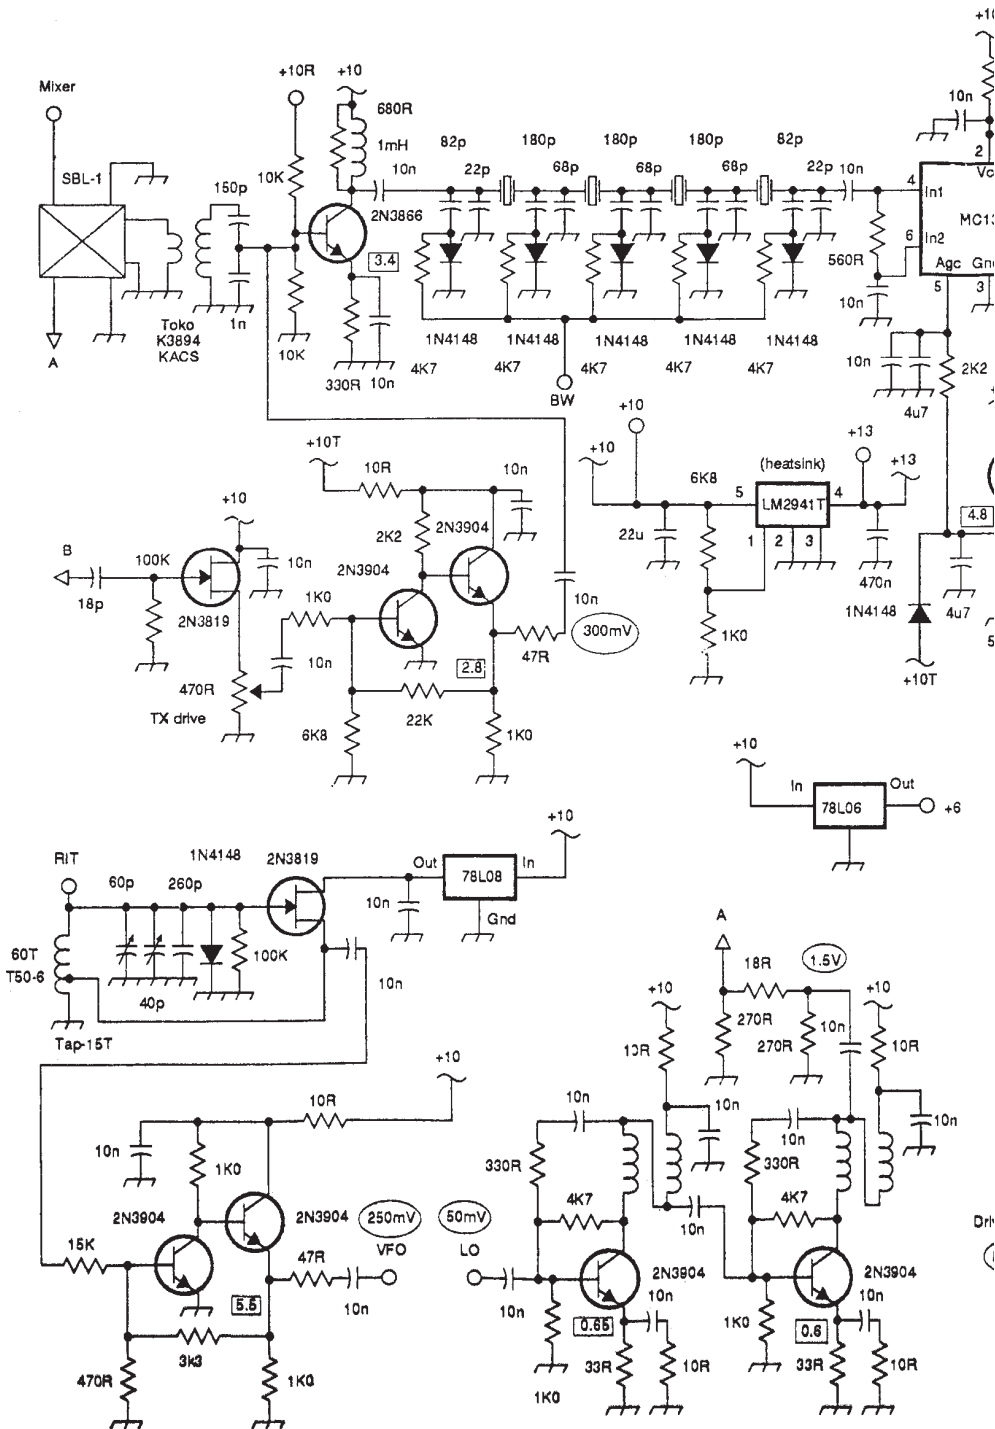 +10
+10R
+10
Mixer
680R
10n
2
Vc
1mH
82p
180p
180p
180p
82p
SBL-1
150p
10K
10n
22p
68p
68p
68p
22p
10n
4
In1
2N3866
MC13
6
In2
3.4
560R
Agc
Gnd
5
3
10n
Toko
K3894
KACS
1n
A
10K
330R
10n
1N4148
1N4148
1N4148
1N4148
1N4148
4K7
4K7
4K7
4K7
4K7
BW
10n
2K2
4u7
+10
+10T
+10
+13
10R
10n
(heatsink)
+13
6K8
5
LM2941T
4
+10
2K2
2N3904
4.8
22u
1
2
3
B
100K
10n
2N3904
470n
18p
1K0
10n
1N4148
4u7
2N3819
300mV
1K0
10n
2.8
47R
5
470R
+10T
TX drive
22K
6K8
1K0
+10
In
Out
78L06
+6
+10
1N4148
2N3819
RIT
Out
In
60p
260p
78L08
10n
Gnd
A
60T
T50-6
100K
18R
1.5V
10n
40p
+10
+10
Tap-15T
270R
10n
10R
270R
10R
+10
10R
10n
10n
10n
10n
10n
1K0
330R
330R
4K7
4K7
2N3904
2N3904
250mV
50mV
10n
Driv
15K
VFO
LO
47R
2N3904
2N3904
10n
10n
10n
10n
5.5
0.65
1K0
0.6
3k3
470R
1K0
33R
10R
33R
10R
1K0